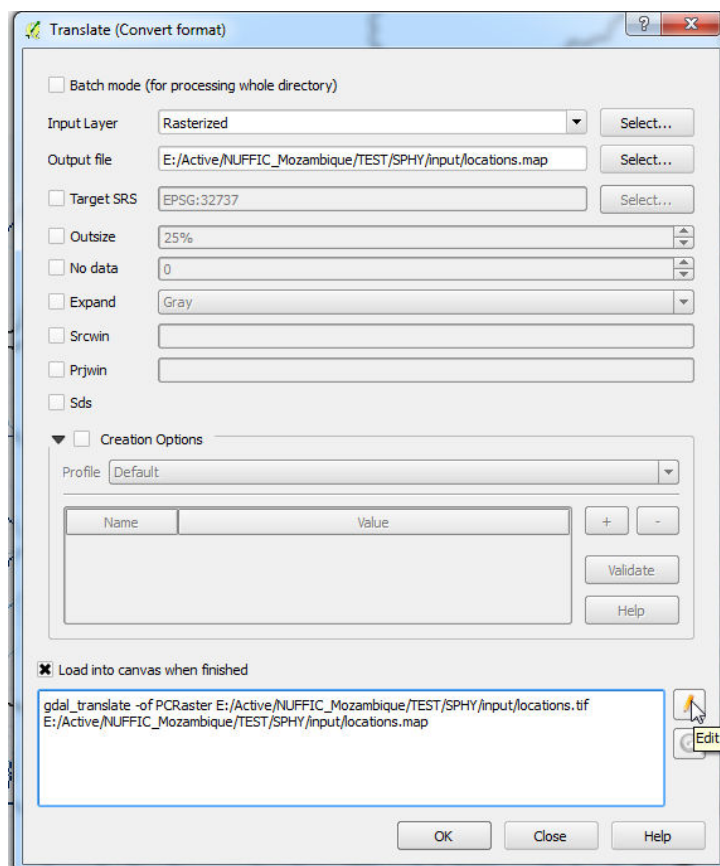 Translate (Convert format)
Batch mode (for processing whole directory)
Input Layer Rasterized Select...
Output file E:/Active/NUFFIC_Mozambique/TEST/SPHY/input/locations.map Select...
Target SRS EPSG:32737 Select...
Outsize 25%
No data 0
Expand Gray
Srcwin
Prjwin
Sds
Creation Options
Profile Default
Name Value + -
Validate
Help
Load into canvas when finished
gdal_translate -of PCRaster E:/Active/NUFFIC_Mozambique/TEST/SPHY/input/locations.tif
E:/Active/NUFFIC_Mozambique/TEST/SPHY/input/locations.map
Edit
OK Close Help